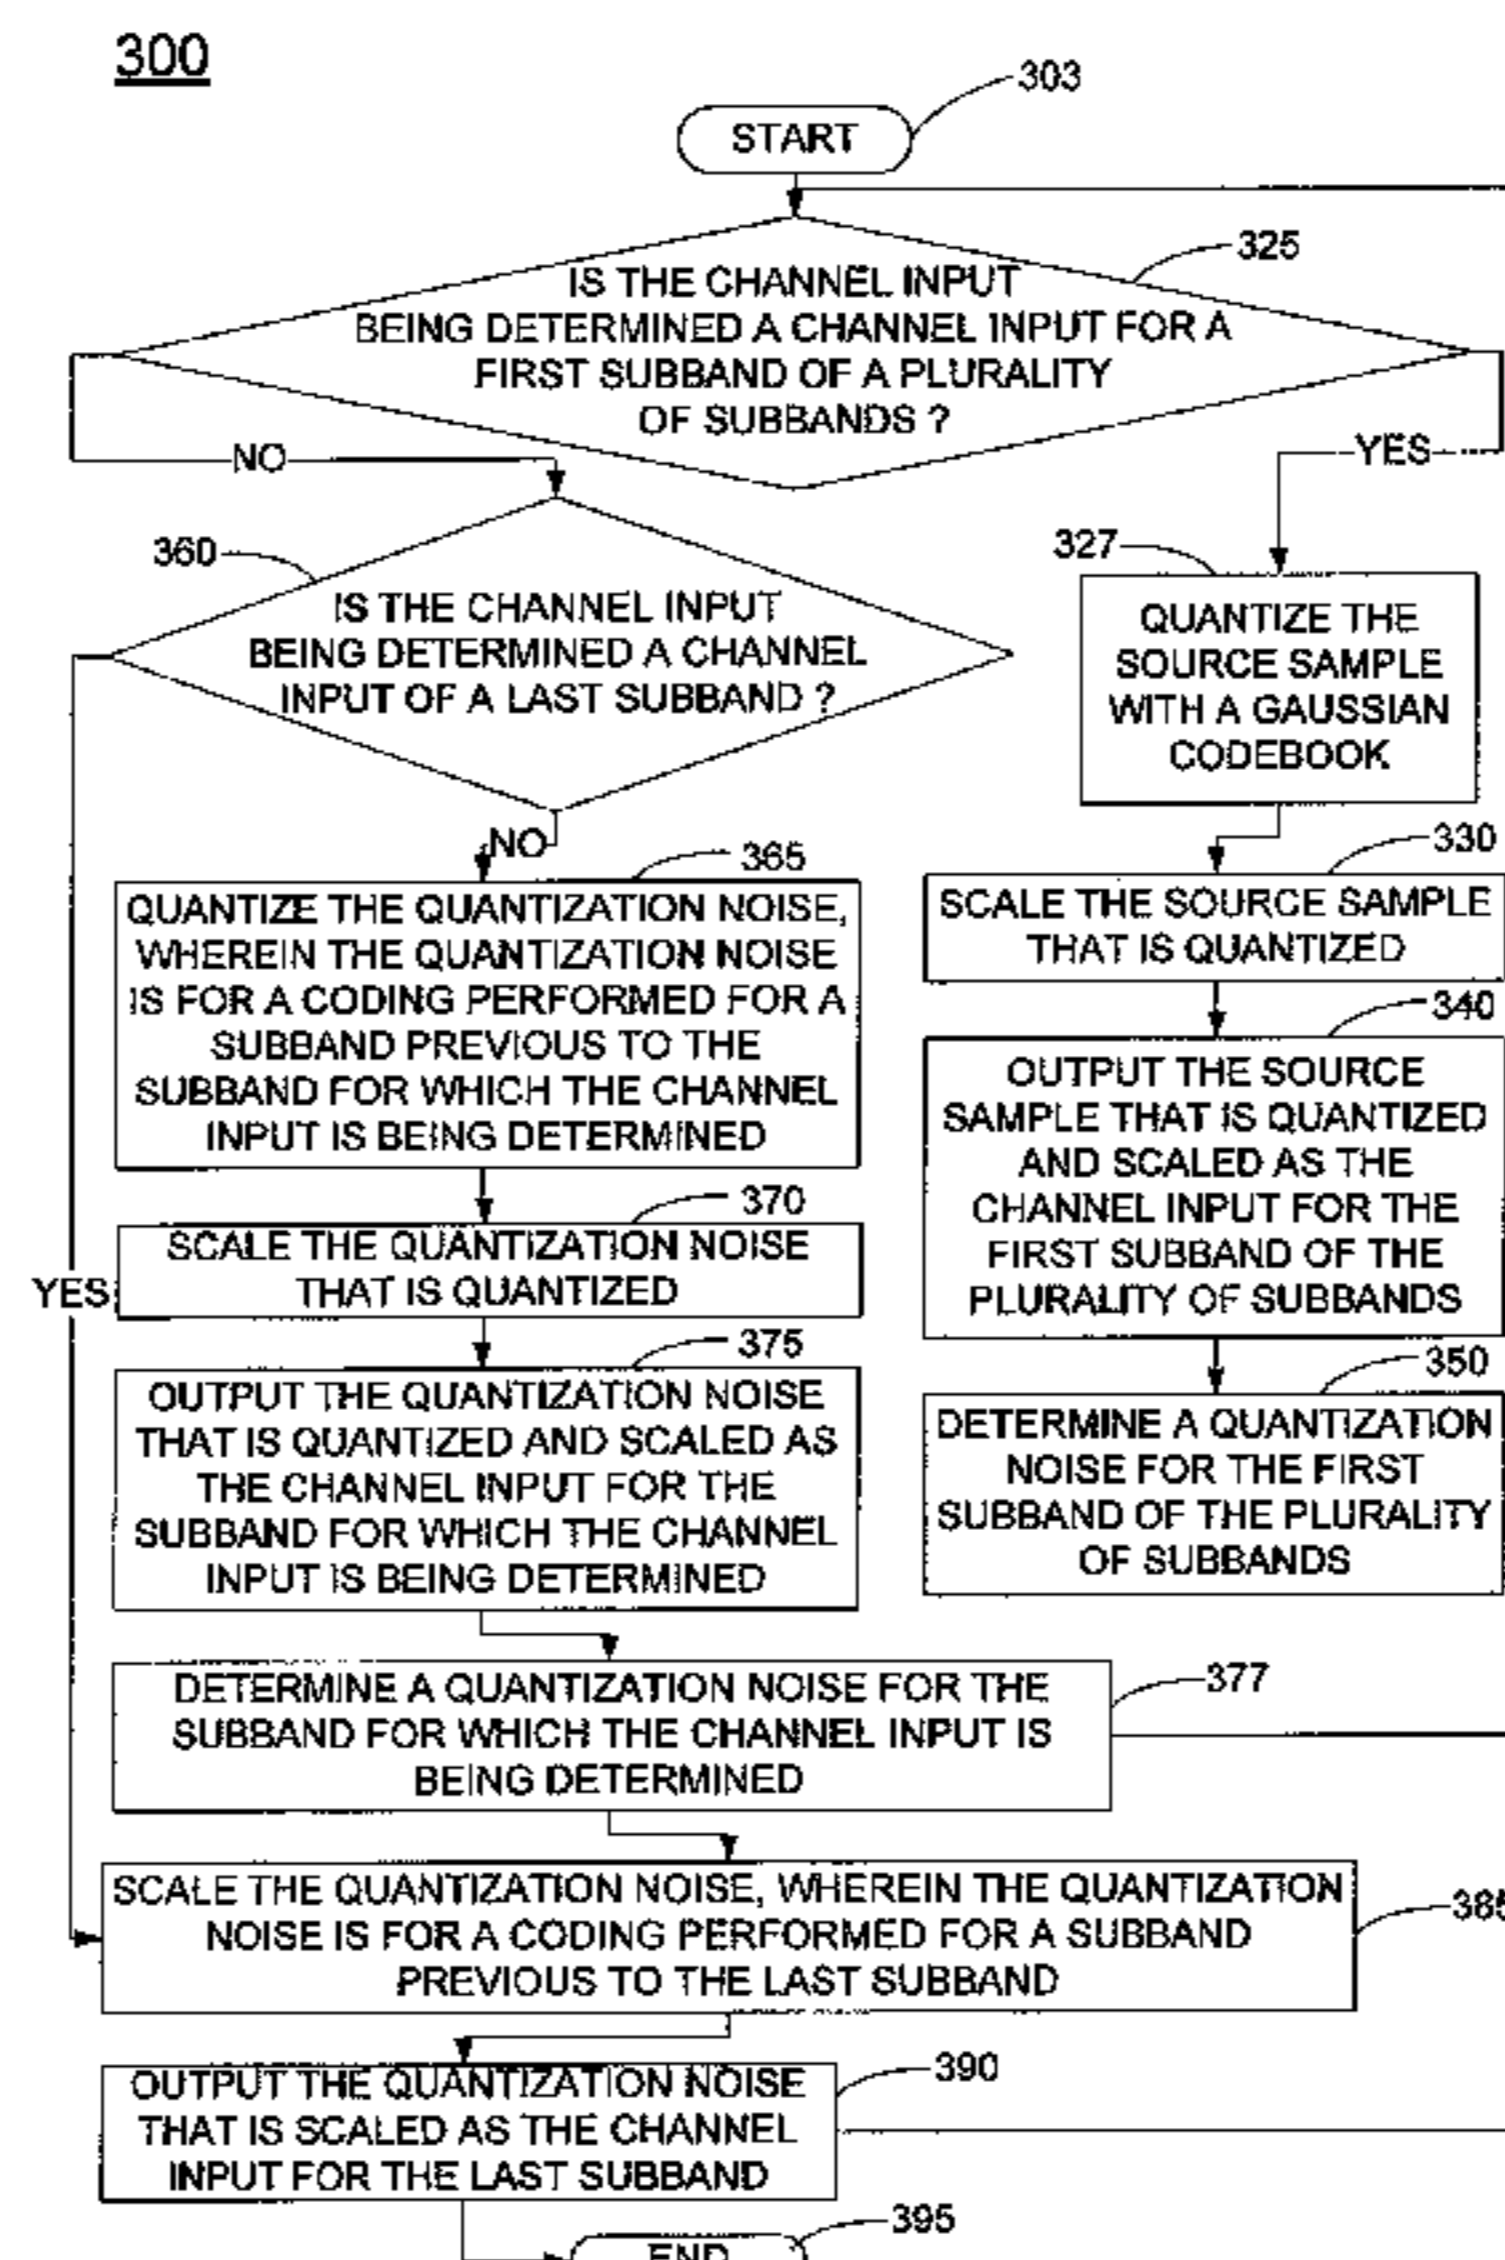 300
303
START
325
IS THE CHANNEL INPUT
BEING DETERMINED A CHANNEL INPUT FOR A
FIRST SUBBAND OF A PLURALITY
OF SUBBANDS ?
NO
YES
360
IS THE CHANNEL INPUT
BEING DETERMINED A CHANNEL
INPUT OF A LAST SUBBAND ?
327
QUANTIZE THE
SOURCE SAMPLE
WITH A GAUSSIAN
CODEBOOK
NO
365
QUANTIZE THE QUANTIZATION NOISE,
WHEREIN THE QUANTIZATION NOISE
IS FOR A CODING PERFORMED FOR A
SUBBAND PREVIOUS TO THE
SUBBAND FOR WHICH THE CHANNEL
INPUT IS BEING DETERMINED
330
SCALE THE SOURCE SAMPLE
THAT IS QUANTIZED
340
OUTPUT THE SOURCE
SAMPLE THAT IS QUANTIZED
AND SCALED AS THE
CHANNEL INPUT FOR THE
FIRST SUBBAND OF THE
PLURALITY OF SUBBANDS
370
SCALE THE QUANTIZATION NOISE
THAT IS QUANTIZED
YES
375
OUTPUT THE QUANTIZATION NOISE
THAT IS QUANTIZED AND SCALED AS
THE CHANNEL INPUT FOR THE
SUBBAND FOR WHICH THE CHANNEL
INPUT IS BEING DETERMINED
350
DETERMINE A QUANTIZATION
NOISE FOR THE FIRST
SUBBAND OF THE PLURALITY
OF SUBBANDS
377
DETERMINE A QUANTIZATION NOISE FOR THE
SUBBAND FOR WHICH THE CHANNEL INPUT IS
BEING DETERMINED
385
SCALE THE QUANTIZATION NOISE, WHEREIN THE QUANTIZATION
NOISE IS FOR A CODING PERFORMED FOR A SUBBAND
PREVIOUS TO THE LAST SUBBAND
390
OUTPUT THE QUANTIZATION NOISE
THAT IS SCALED AS THE CHANNEL
INPUT FOR THE LAST SUBBAND
395
END